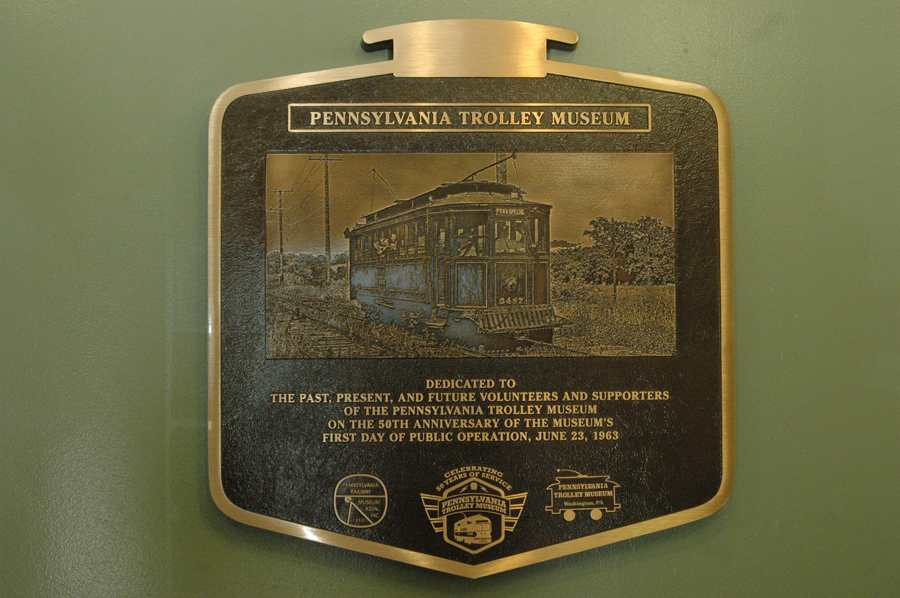 PENNSYLVANIA TROLLEY MUSEUM
3487
DEDICATED TO
THE PAST, PRESENT, AND FUTURE VOLUNTEERS AND SUPPORTERS
OF THE PENNSYLVANIA TROLLEY MUSEUM
ON THE 50TH ANNIVERSARY OF THE MUSEUM'S
FIRST DAY OF PUBLIC OPERATION, JUNE 23, 1963
PENNSYLVANIA
RAILWAY
MUSEUM
ASSN.
INC.
CELEBRATING
50 YEARS OF SERVICE
PENNSYLVANIA
TROLLEY MUSEUM
PENNSYLVANIA
TROLLEY MUSEUM
Washington, PA